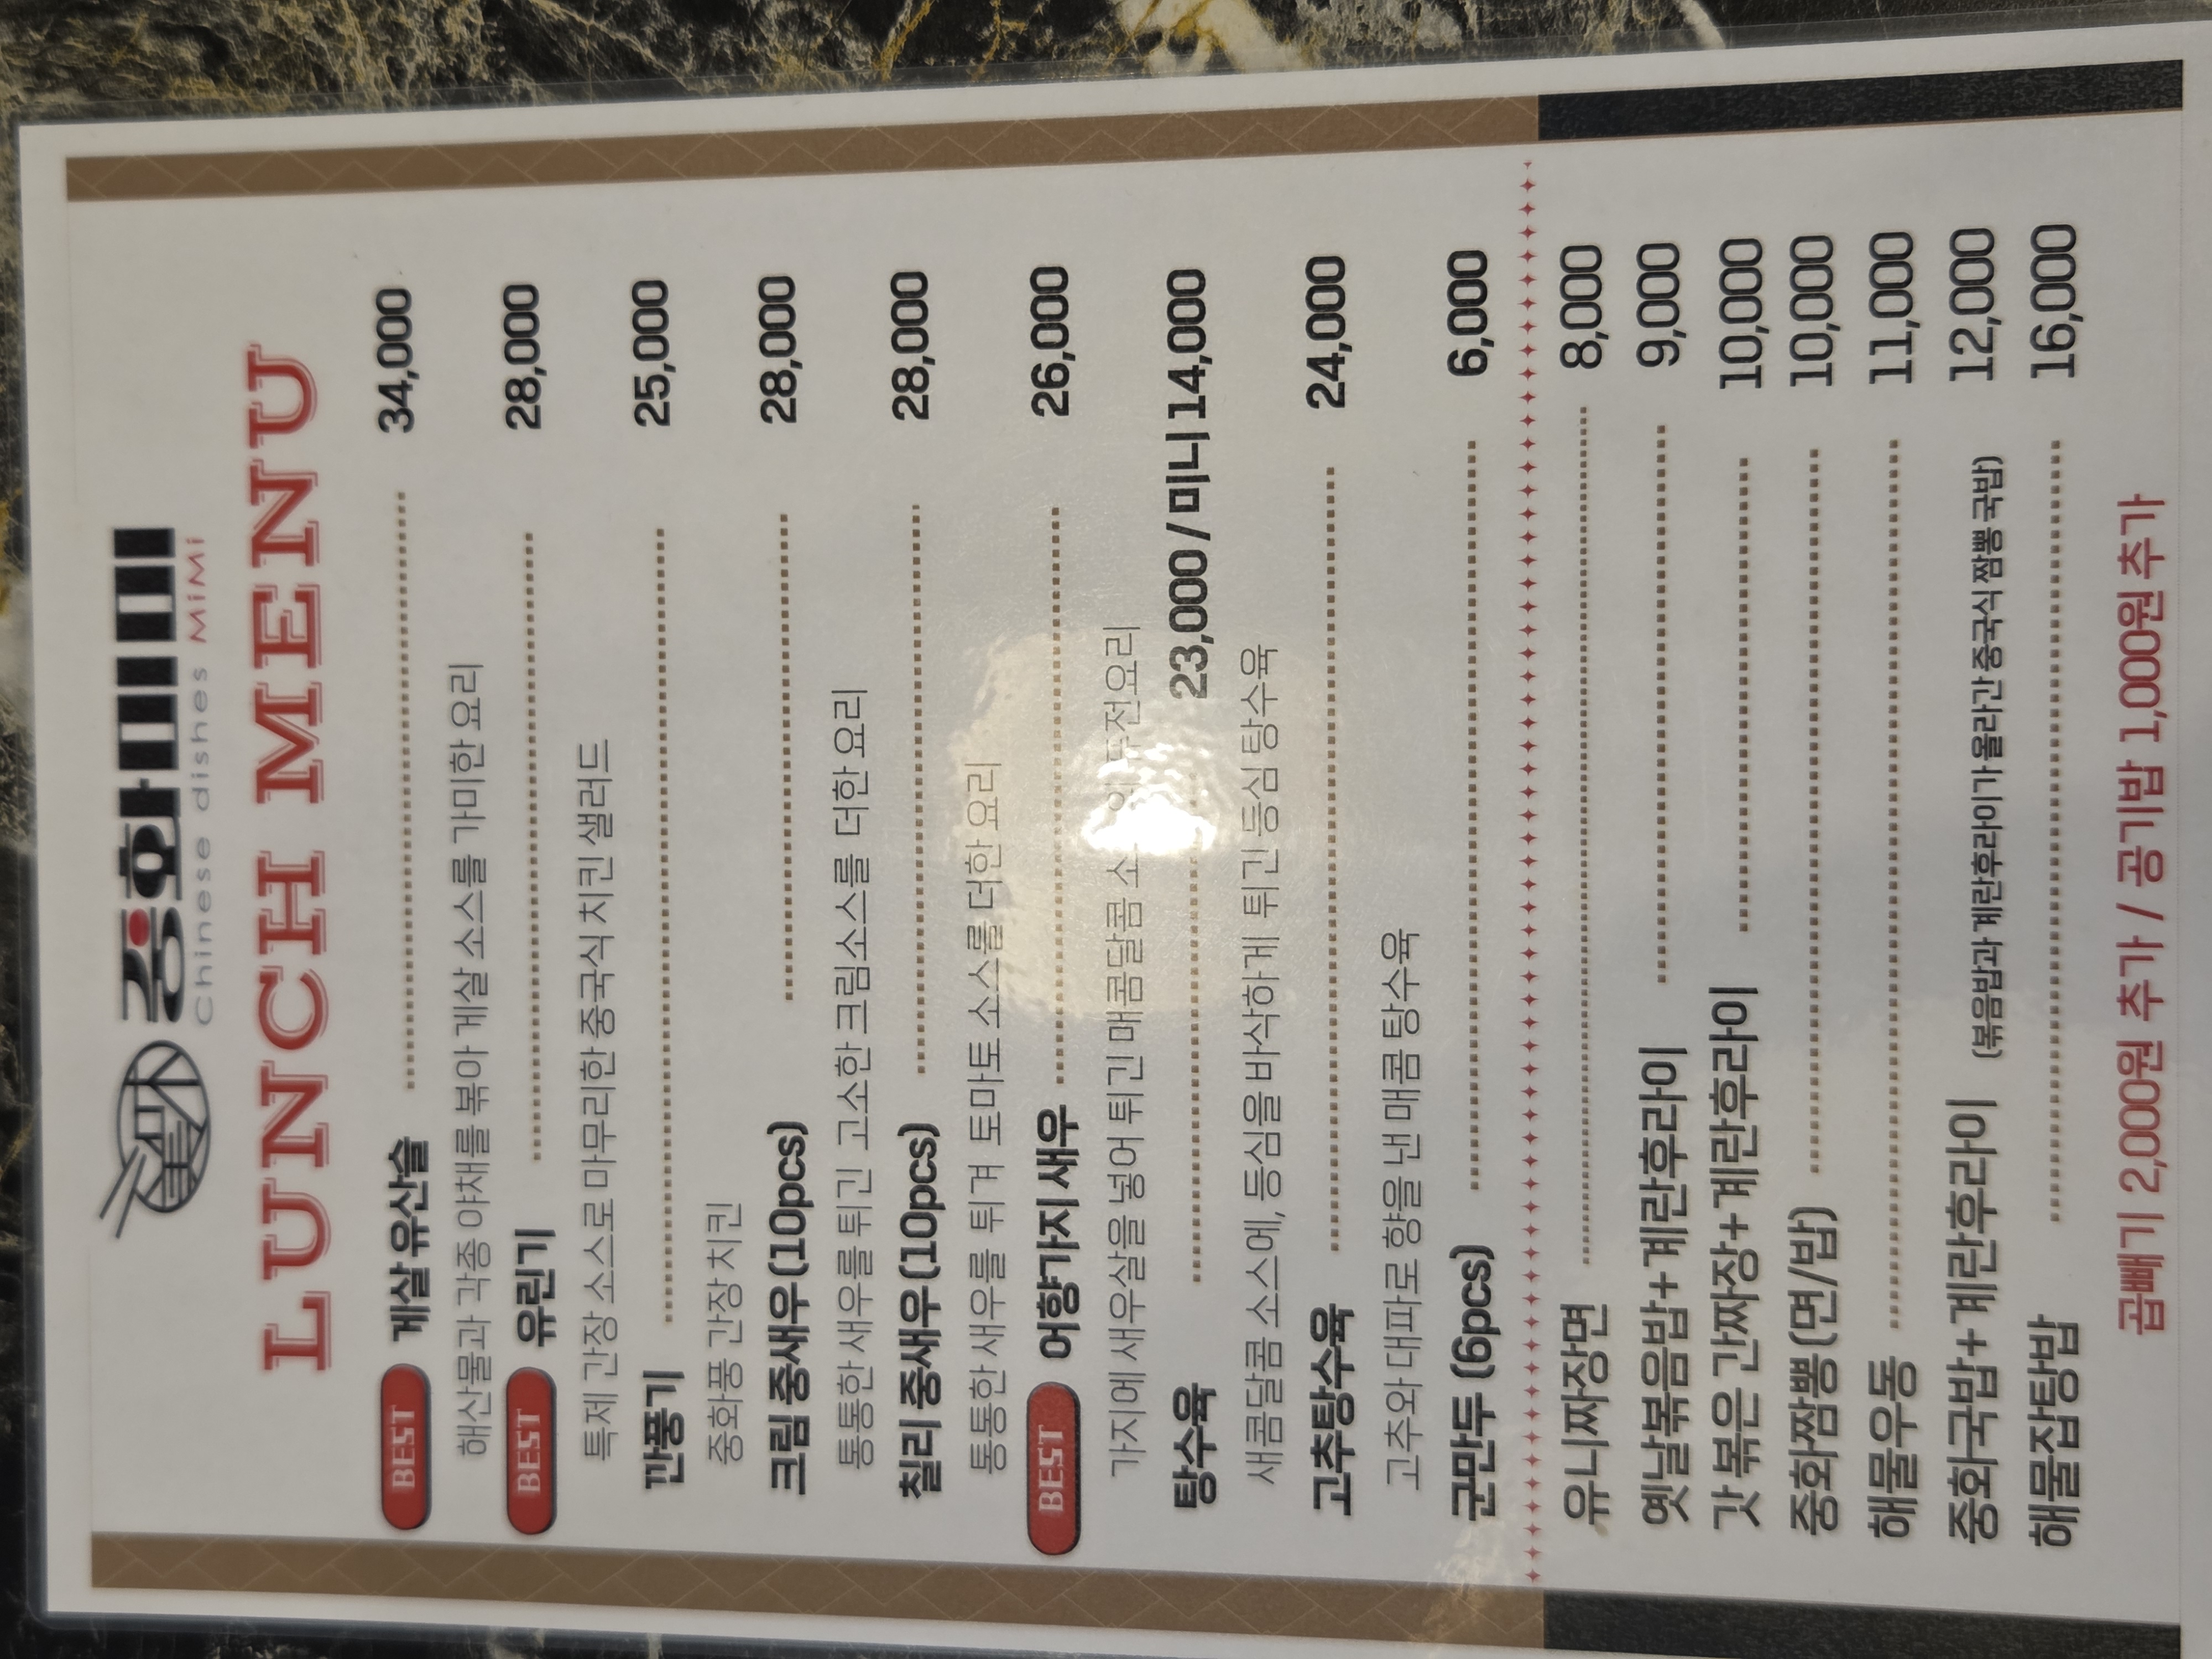 중화미미
Chinese dishes MiMi
LUNCH MENU
BEST 게살 유산슬 34,000
해산물과 각종 야채를 볶아 게살 소스를 가미한 요리
BEST 유린기 28,000
특제 간장 소스로 마무리한 중국식 치킨 샐러드
깐풍기 25,000
중화풍 간장 치킨
크림 중새우 (10pcs) 28,000
통통한 새우를 튀긴 고소한 크림소스를 더한 요리
칠리 중새우 (10pcs) 28,000
통통한 새우를 튀겨 토마토 소스를 더한 요리
BEST 어향가지 새우 26,000
가지에 새우살을 넣어 튀긴 매콤달콤
탕수육 23,000 / 미니 14,000
새콤달콤 소스에, 등심을 바삭하게 튀긴 등심 탕수육
고추탕수육 24,000
고추와 대파로 향을 낸 매콤 탕수육
군만두 (6pcs) 6,000
유니짜장면 8,000
옛날볶음밥+계란후라이 9,000
갓 볶은 간짜장+계란후라이 10,000
중화짬뽕 (면/밥) 10,000
해물우동 11,000
중화국밥+계란후라이 (볶음밥과 계란후라이가 올라간 중국식 짬뽕 국밥) 12,000
해물잡탕밥 16,000
곱빼기 2,000원 추가 / 공기밥 1,000원 추가